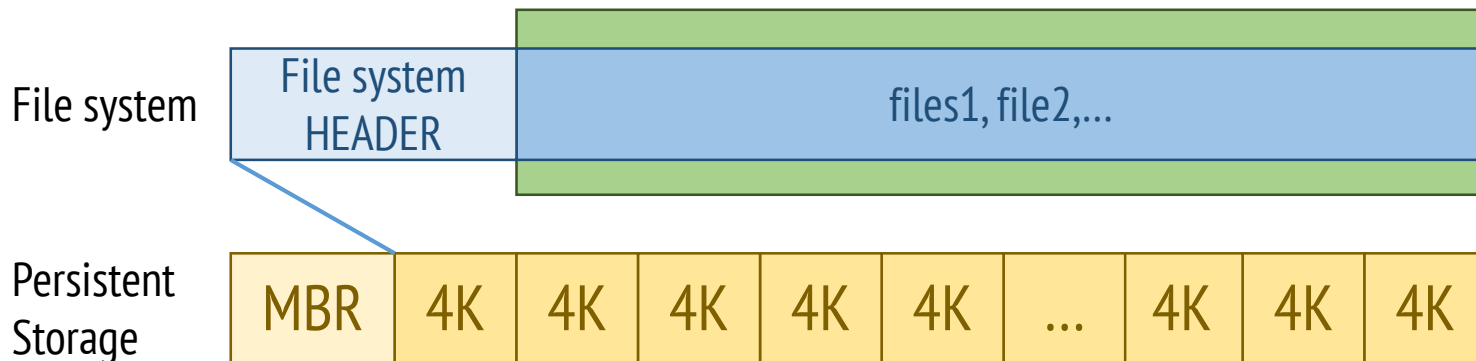 File system
File system
HEADER
files1, file2,...
Persistent
Storage
MBR 4K 4K 4K 4K 4K ... 4K 4K 4K